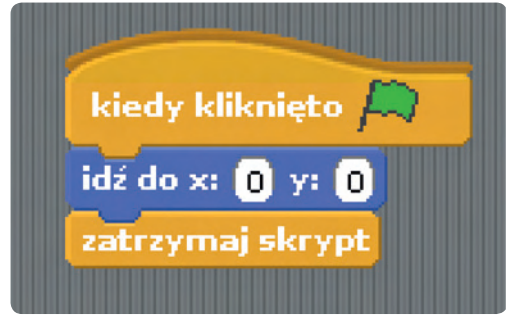 kiedy kliknięto
idź do x: 0 y: 0
zatrzymaj skrypt